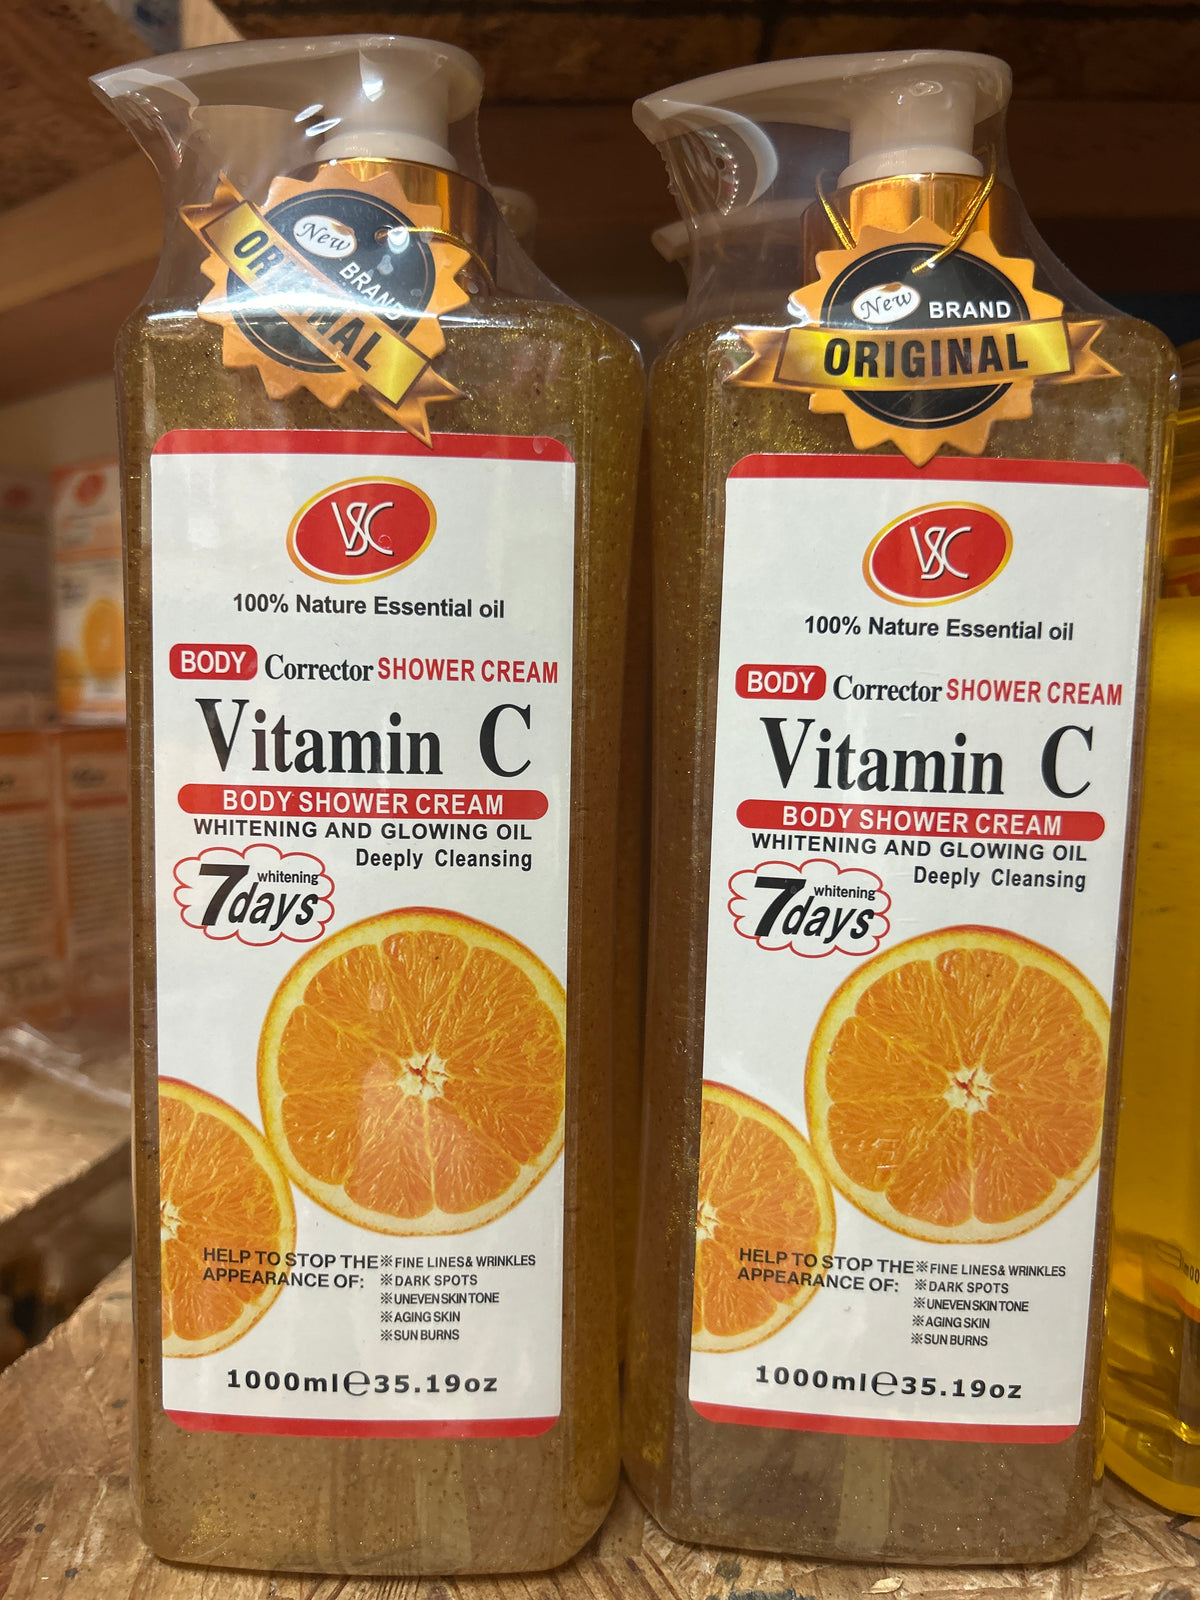 New
BRAND
ORIGINAL
VSC
100% Nature Essential oil
BODY Corrector SHOWER CREAM
Vitamin C
BODY SHOWER CREAM
WHITENING AND GLOWING OIL
Deeply Cleansing
whitening
7days
HELP TO STOP THE
APPEARANCE OF:
※FINE LINES& WRINKLES
※DARK SPOTS
※UNEVEN SKIN TONE
※AGING SKIN
※SUN BURNS
1000ml℮35.19oz
New
BRAND
ORIGINAL
VSC
100% Nature Essential oil
BODY Corrector SHOWER CREAM
Vitamin C
BODY SHOWER CREAM
WHITENING AND GLOWING OIL
Deeply Cleansing
whitening
7days
HELP TO STOP THE
APPEARANCE OF:
※FINE LINES& WRINKLES
※DARK SPOTS
※UNEVEN SKIN TONE
※AGING SKIN
※SUN BURNS
1000ml℮35.19oz